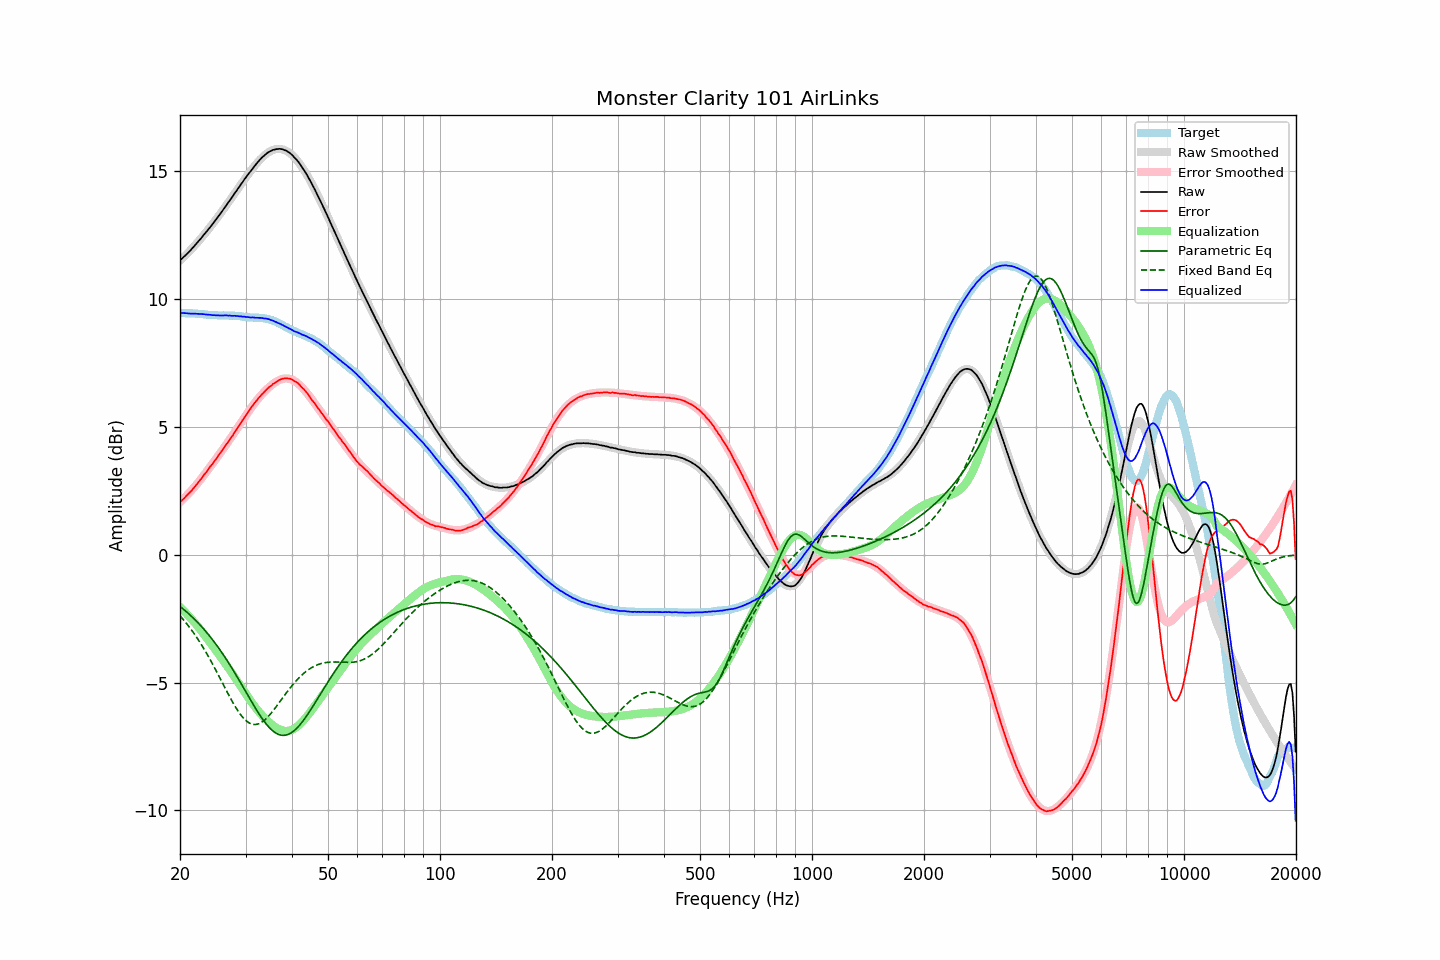 Monster Clarity 101 AirLinks
Target
Raw Smoothed
Error Smoothed
Raw
Error
Equalization
Parametric Eq
Fixed Band Eq
Equalized
Amplitude (dBr)
15
10
5
0
−5
−10
20 50 100 200 500 1000 2000 5000 10000 20000
Frequency (Hz)